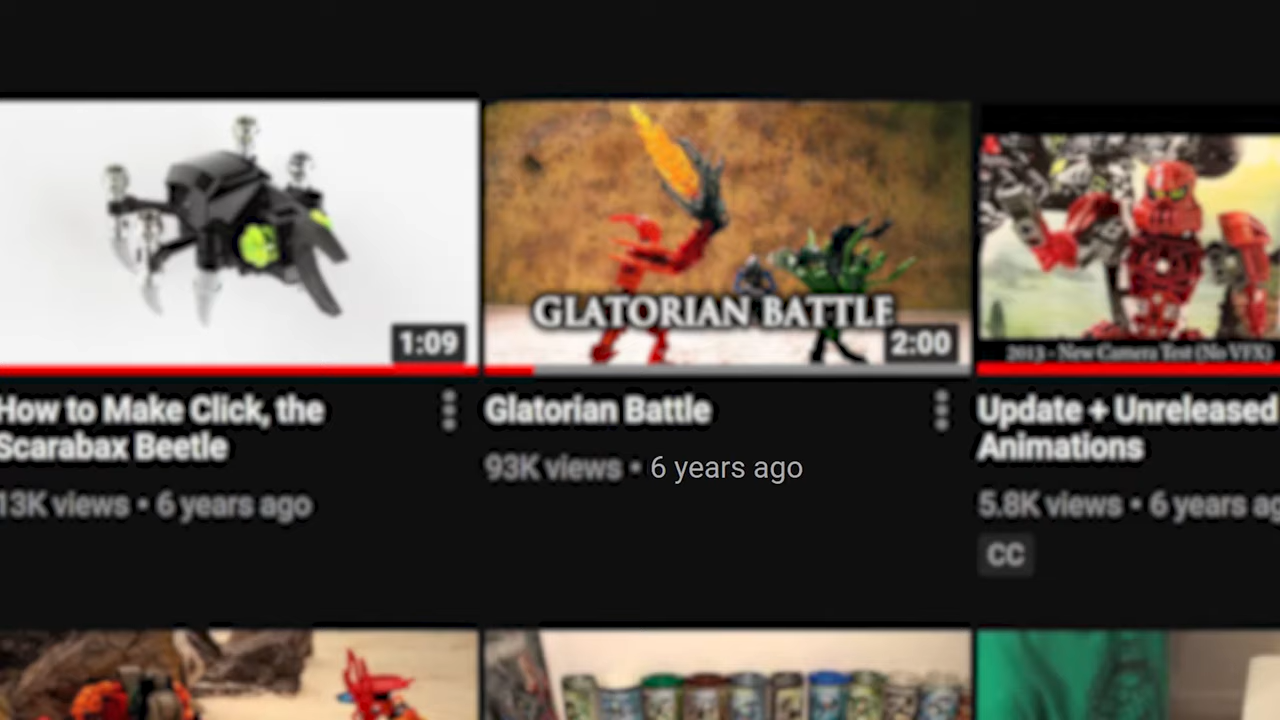 GLATORIAN BATTLE
1:09
2:00
2013 - New Camera Test (No VFX)
How to Make Click, the
Scarabax Beetle
13K views • 6 years ago
Glatorian Battle
93K views • 6 years ago
Update + Unreleased
Animations
5.8K views • 6 years ag
CC